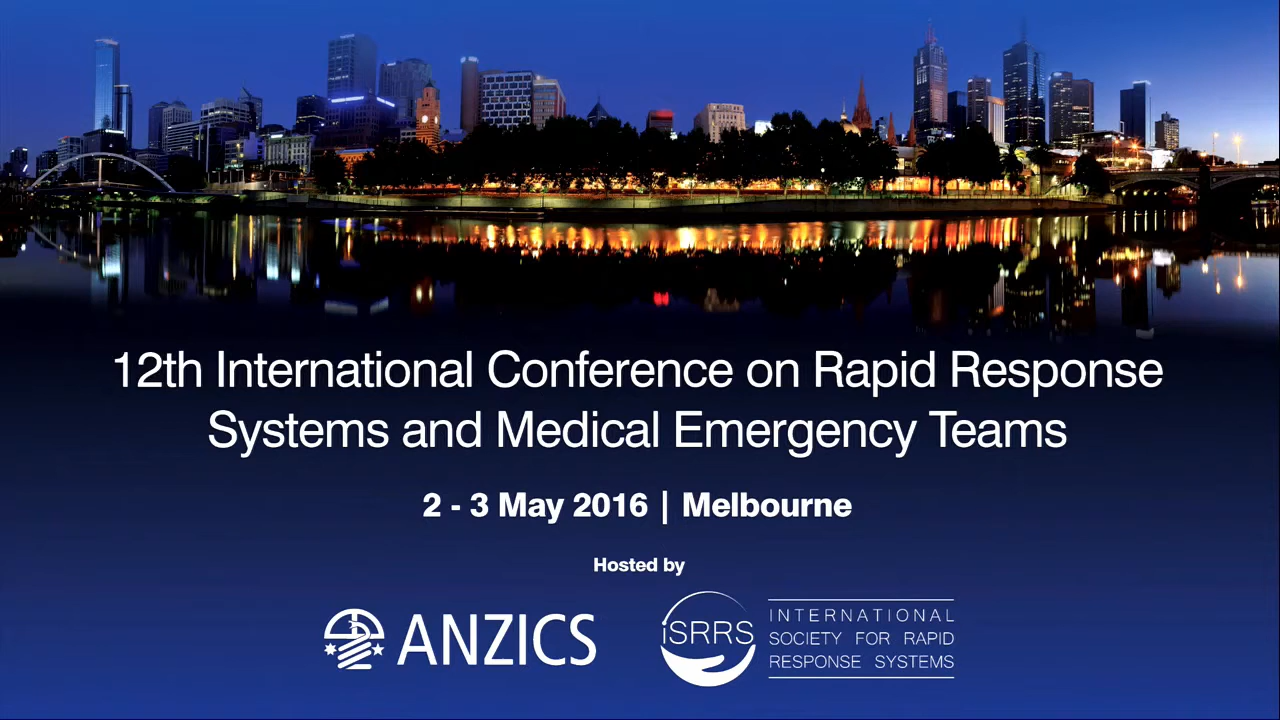 12th International Conference on Rapid Response
Systems and Medical Emergency Teams
2 - 3 May 2016 | Melbourne
Hosted by
ANZICS
iSRRS
INTERNATIONAL
SOCIETY FOR RAPID
RESPONSE SYSTEMS